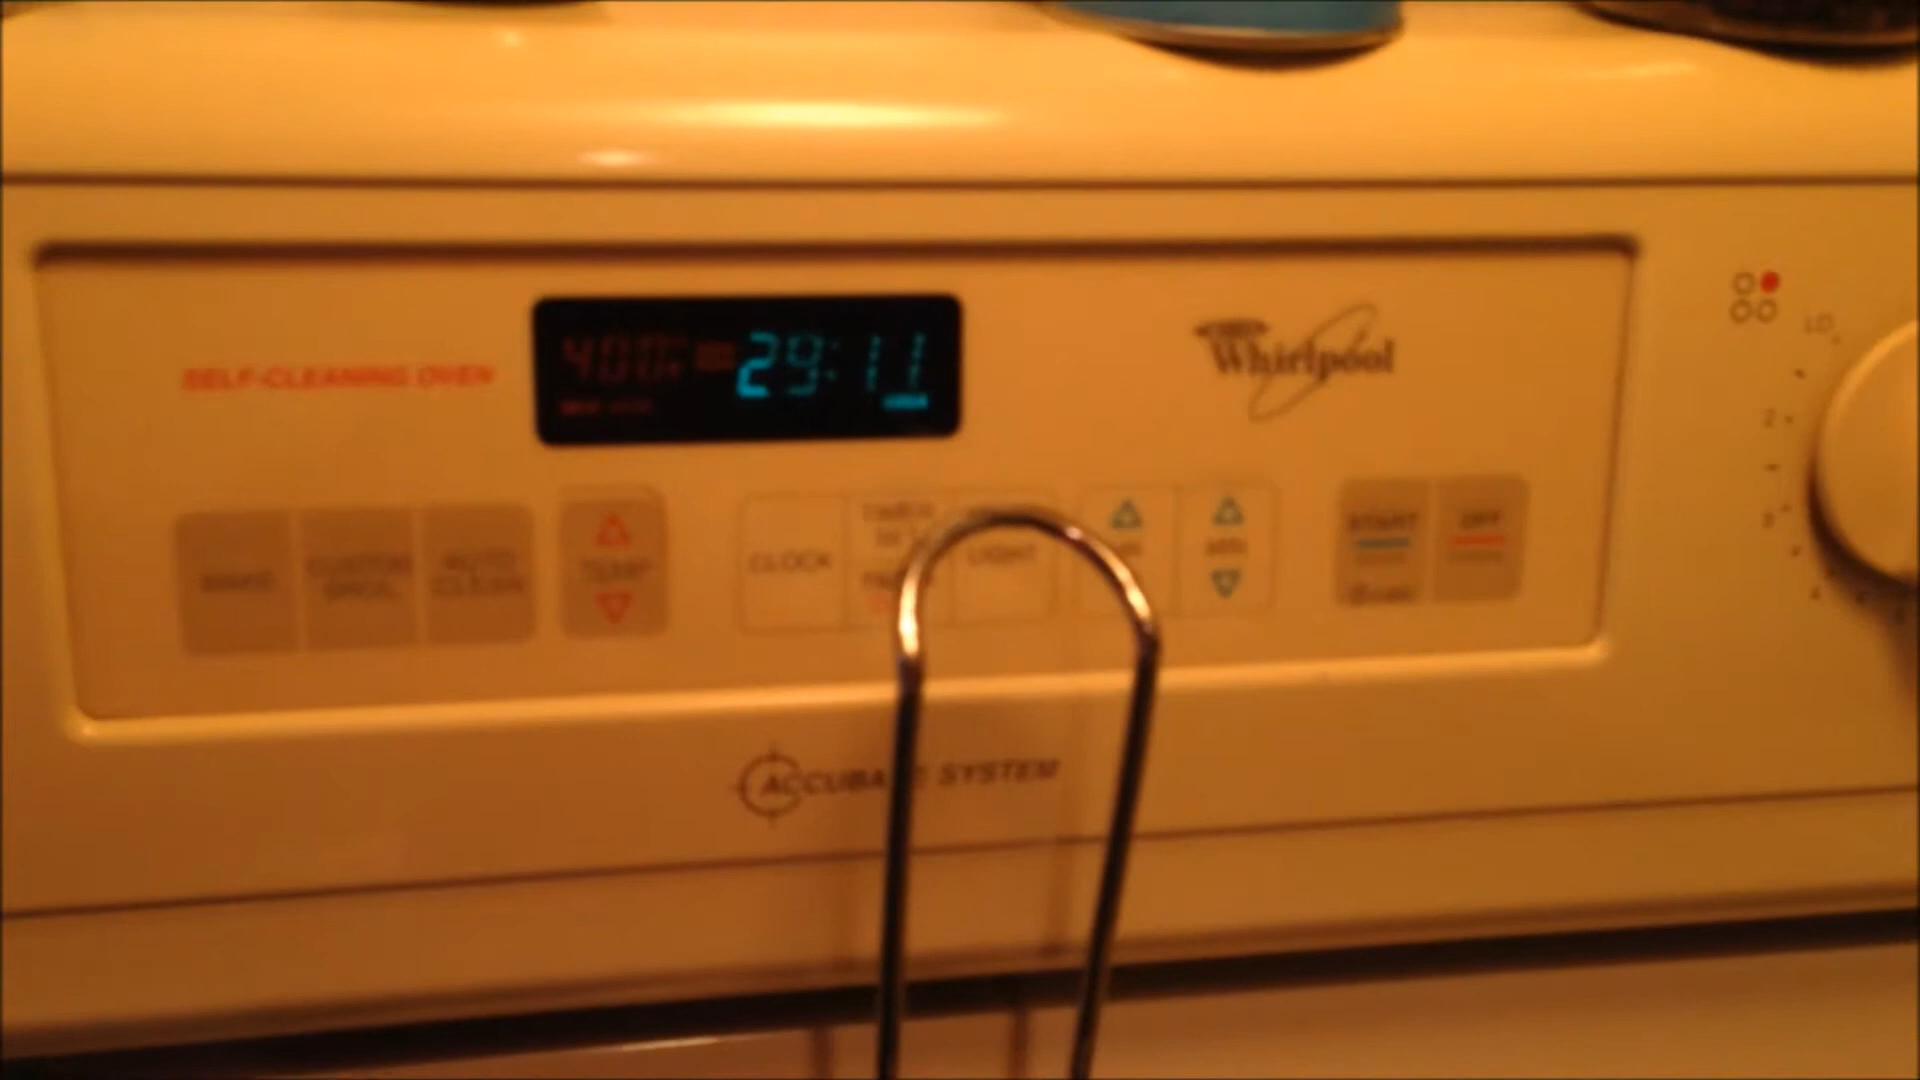 400°F 29:11
SELF-CLEANING OVEN
Whirlpool
LO
2
3
4
BAKE
CUSTOM BROIL
AUTO CLEAN
TEMP
CLOCK
LIGHT
MIN
START
OFF
SYSTEM